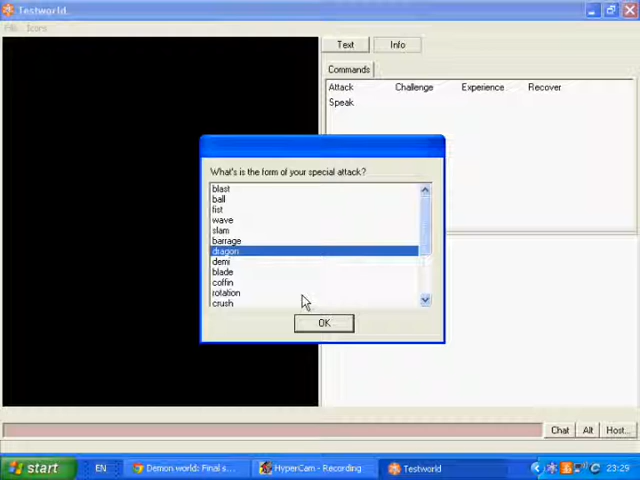 Testworld
File Icons
Text Info
Commands
Attack Challenge Experience Recover
Speak
What's is the form of your special attack?
blast
ball
fist
wave
slam
barrage
dragon
demi
blade
coffin
rotation
crush
OK
Chat Alt Host...
start EN Demon world: Final s... HyperCam - Recording Testworld 23:29